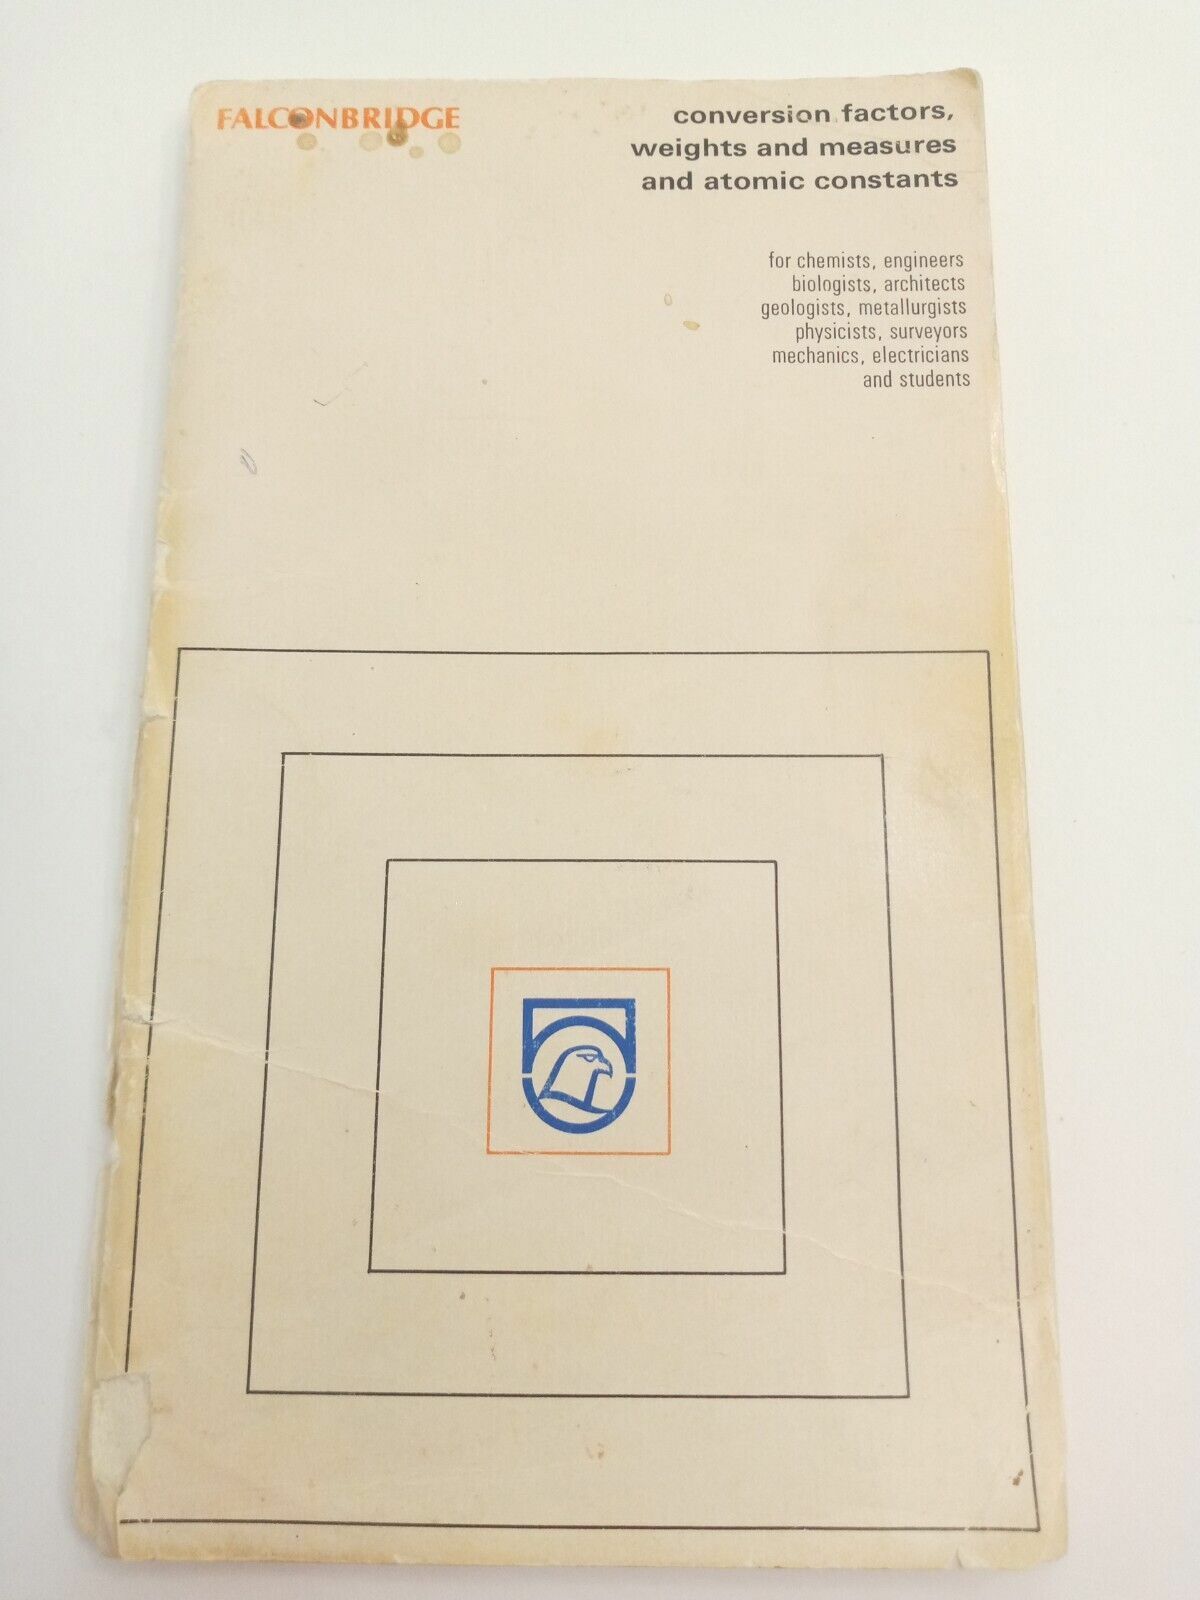 FALCONBRIDGE
conversion factors,
weights and measures
and atomic constants
for chemists, engineers
biologists, architects
geologists, metallurgists
physicists, surveyors
mechanics, electricians
and students